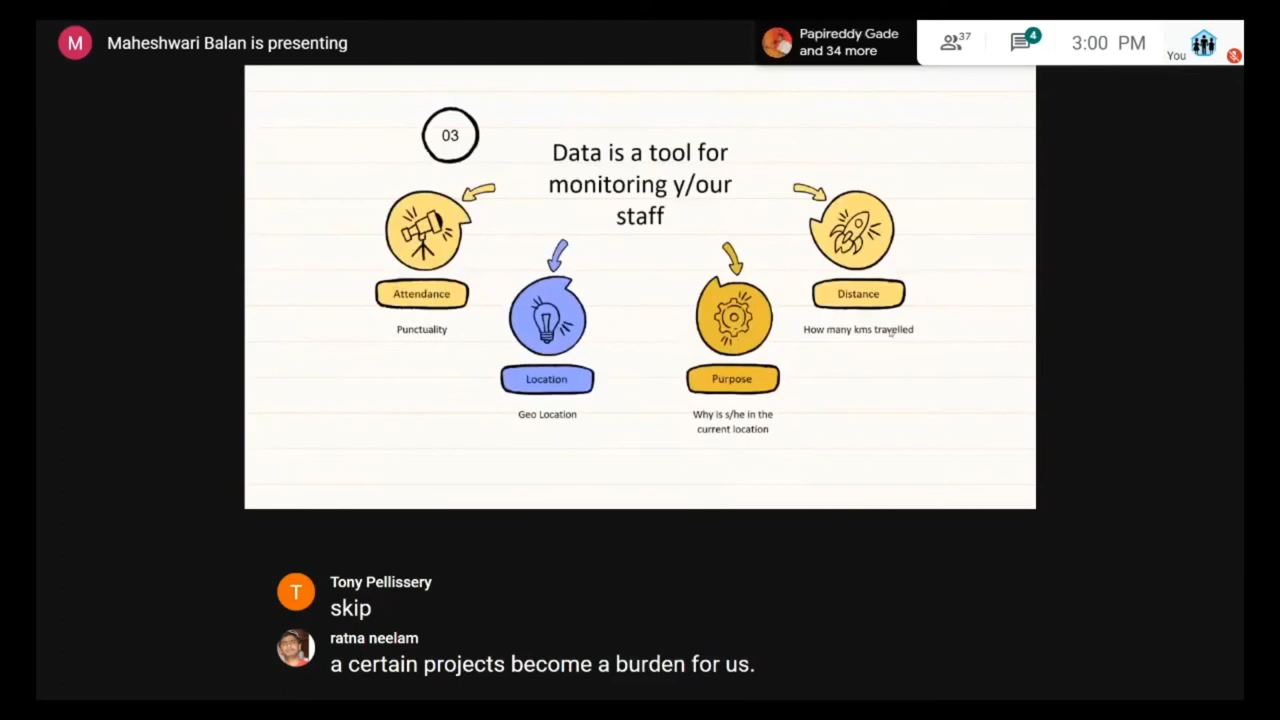 M
Maheshwari Balan is presenting
Papireddy Gade
and 34 more
37
4
3:00 PM
You
03
Data is a tool for
monitoring y/our
staff
Attendance
Punctuality
Location
Geo Location
Purpose
Why is s/he in the
current location
Distance
How many kms travelled
T
Tony Pellissery
skip
ratna neelam
a certain projects become a burden for us.